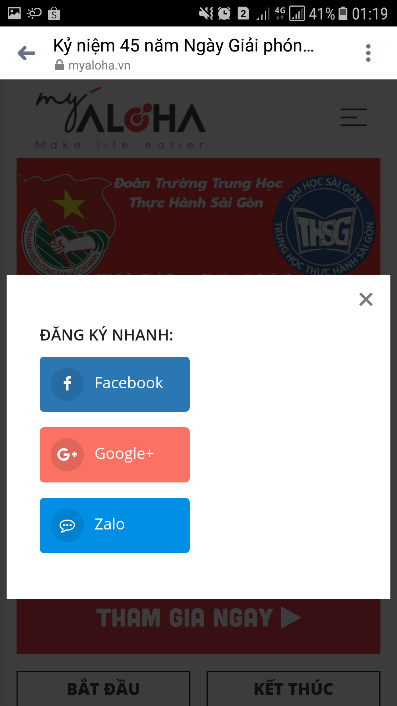 4G 41% 01:19
Kỷ niệm 45 năm Ngày Giải phón...
myaloha.vn
my ALOHA
Make life easier
Đoàn Trường Trung Học
Thực Hành Sài Gòn
ĐẠI HỌC SÀI GÒN
THSG
TRUNG HỌC THỰC HÀNH SÀI GÒN
ĐĂNG KÝ NHANH:
Facebook
G+ Google+
Zalo
THAM GIA NGAY
BẮT ĐẦU KẾT THÚC